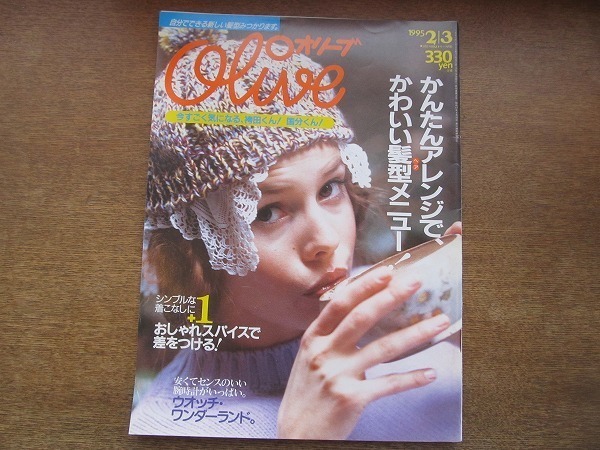 自分でできる新しい髪型みつかります。
Olive オリーブ
1995 2/3
330
yen
今すごく気になる、袴田くん! 国分くん!
かんたんアレンジで、
かわいい髪型メニュー!
ヘア
シンプルな
着こなしに
+1
おしゃれスパイスで
差をつける!
安くてセンスのいい
腕時計がいっぱい。
ウオッチ・
ワンダーランド。